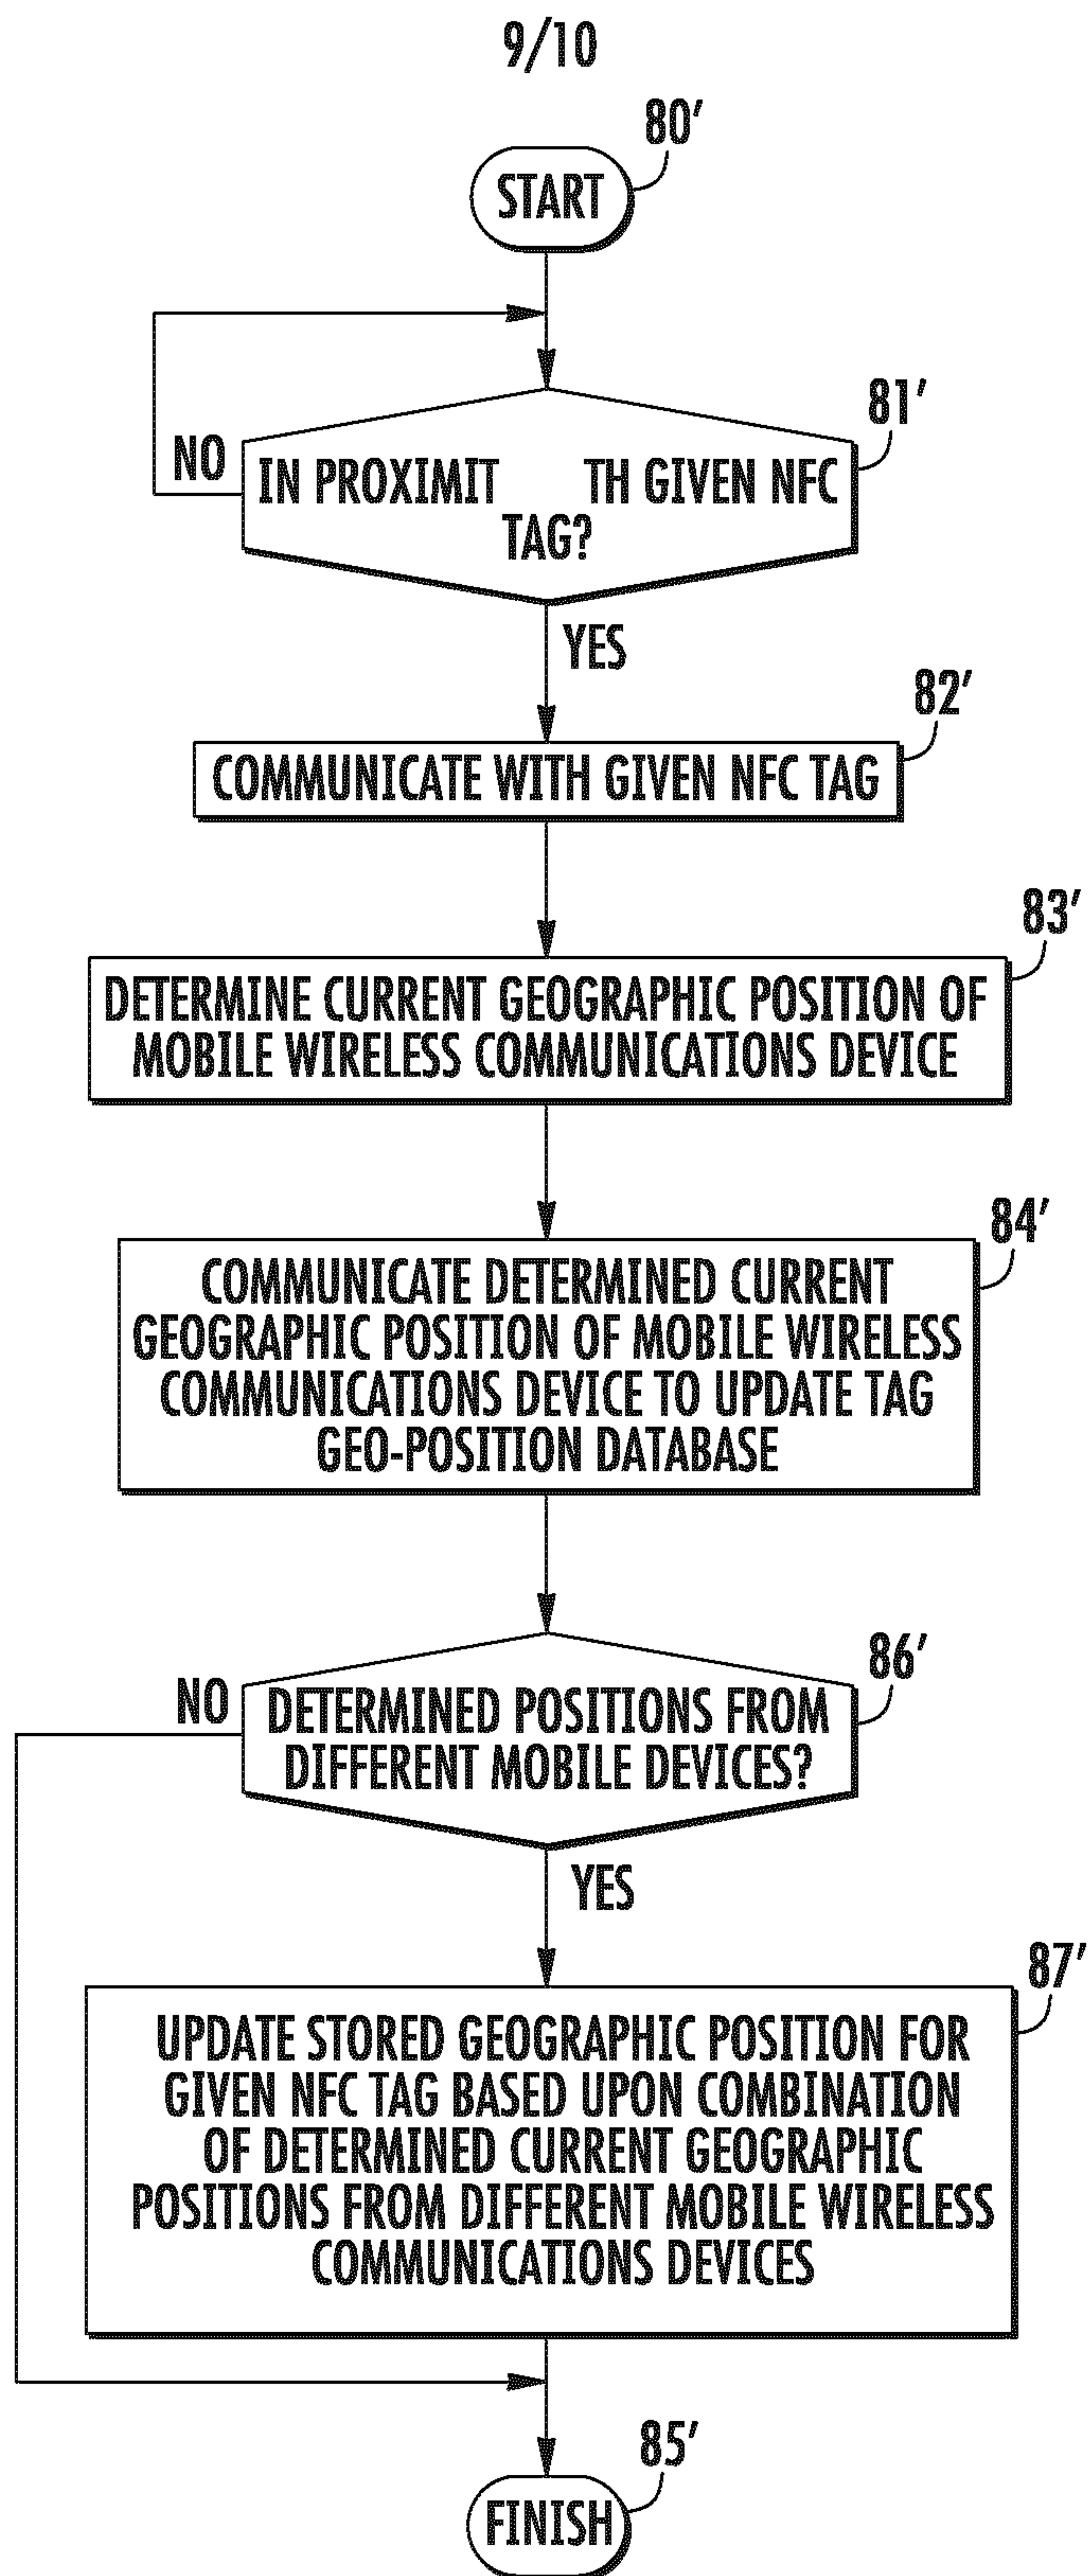 9/10
80'
START
81'
NO
IN PROXIMIT TH GIVEN NFC
TAG?
YES
82'
COMMUNICATE WITH GIVEN NFC TAG
83'
DETERMINE CURRENT GEOGRAPHIC POSITION OF
MOBILE WIRELESS COMMUNICATIONS DEVICE
84'
COMMUNICATE DETERMINED CURRENT
GEOGRAPHIC POSITION OF MOBILE WIRELESS
COMMUNICATIONS DEVICE TO UPDATE TAG
GEO-POSITION DATABASE
86'
NO
DETERMINED POSITIONS FROM
DIFFERENT MOBILE DEVICES?
YES
87'
UPDATE STORED GEOGRAPHIC POSITION FOR
GIVEN NFC TAG BASED UPON COMBINATION
OF DETERMINED CURRENT GEOGRAPHIC
POSITIONS FROM DIFFERENT MOBILE WIRELESS
COMMUNICATIONS DEVICES
85'
FINISH